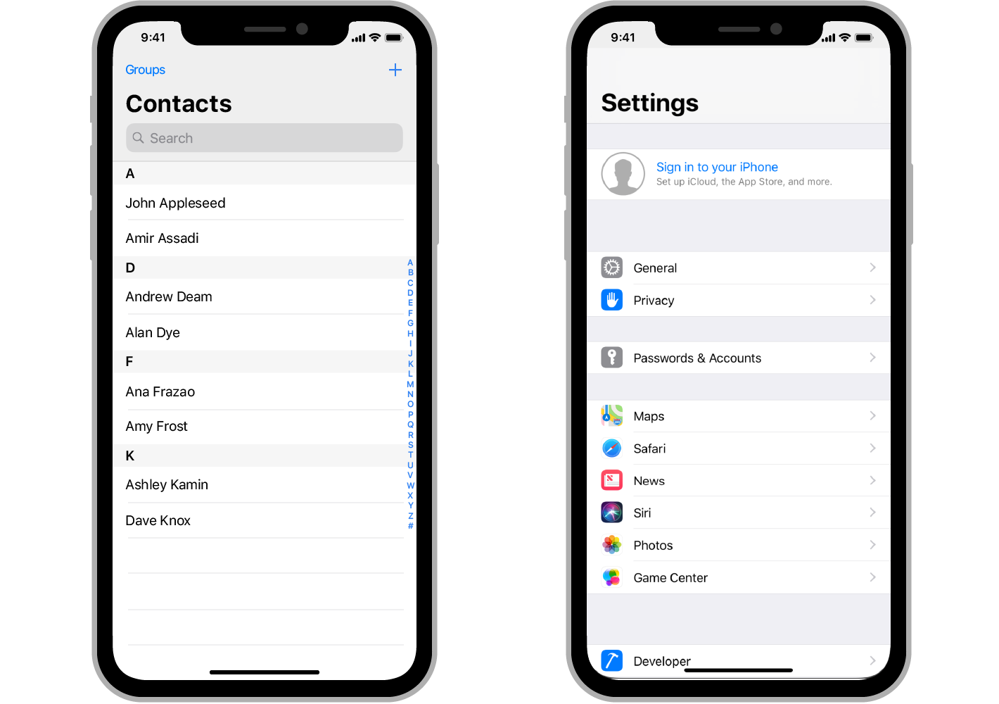 9:41
Groups
Contacts
Search
A
John Appleseed
Amir Assadi
D
Andrew Deam
Alan Dye
F
Ana Frazao
Amy Frost
K
Ashley Kamin
Dave Knox
A
B
C
D
E
F
G
H
I
J
K
L
M
N
O
P
Q
R
S
T
U
V
W
X
Y
Z
#
9:41
Settings
Sign in to your iPhone
Set up iCloud, the App Store, and more.
General
Privacy
Passwords & Accounts
Maps
Safari
News
Siri
Photos
Game Center
Developer